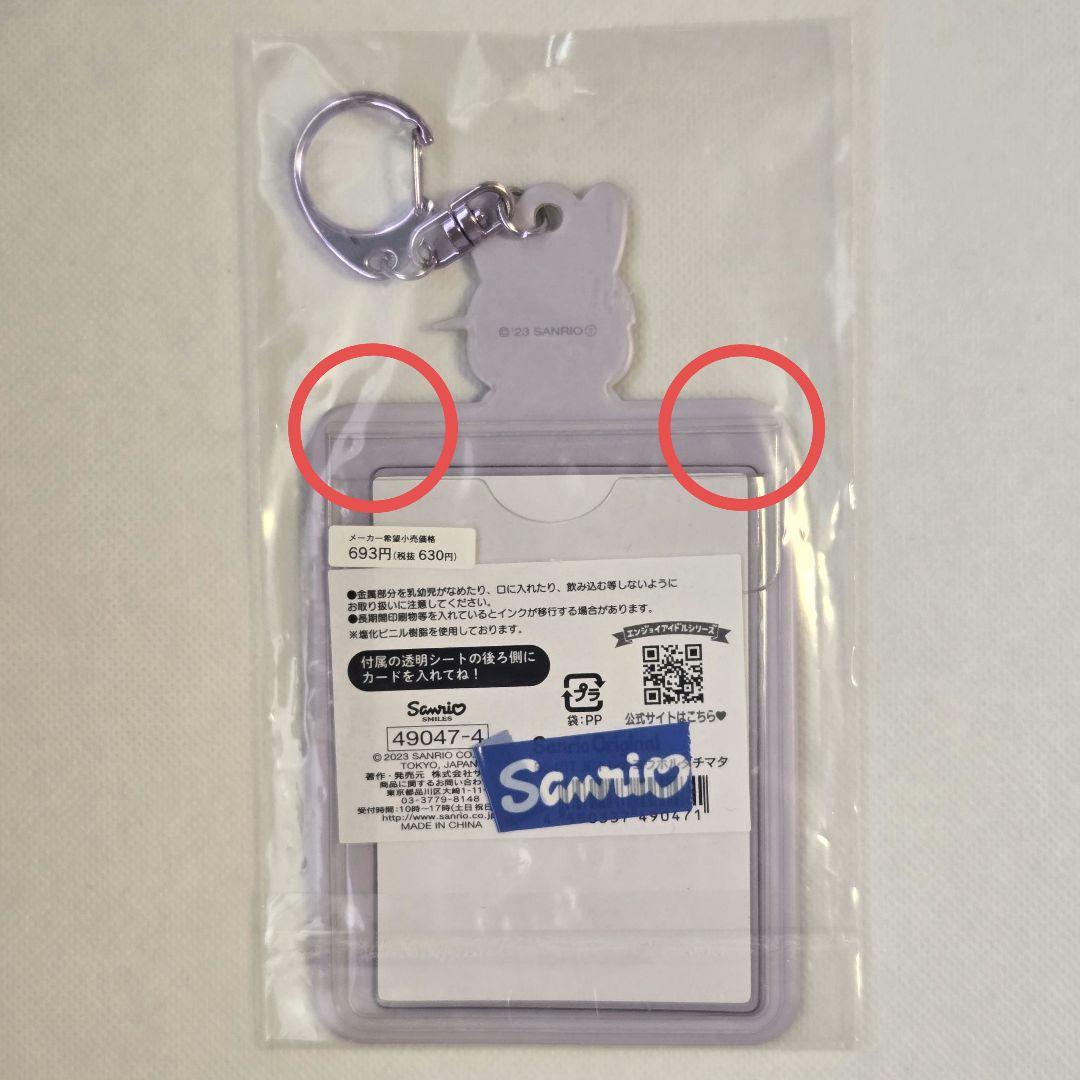 ©'23 SANRIO Ⓣ
メーカー希望小売価格
693円(税抜 630円)
●金属部分を乳幼児がなめたり、口に入れたり、飲み込む等しないように
お取り扱いに注意してください。
●長期間印刷物等を入れているとインクが移行する場合があります。
※塩化ビニル樹脂を使用しております。
エンジョイアイドルシリーズ
付属の透明シートの後ろ側に
カードを入れてね！
プラ
袋:PP
公式サイトはこちら♥
Sanrio
SMILES
49047-4
©2023 SANRIO CO.
TOKYO, JAPAN
著作・発売元 株式会社サ
商品に関するお問い合わ
東京都品川区大崎1-11-
03-3779-8148
受付時間:10時～17時(土日祝日
http://www.sanrio.co.jp
MADE IN CHINA
Sanrio Original
ホルダチマタ
Sanrio
490471